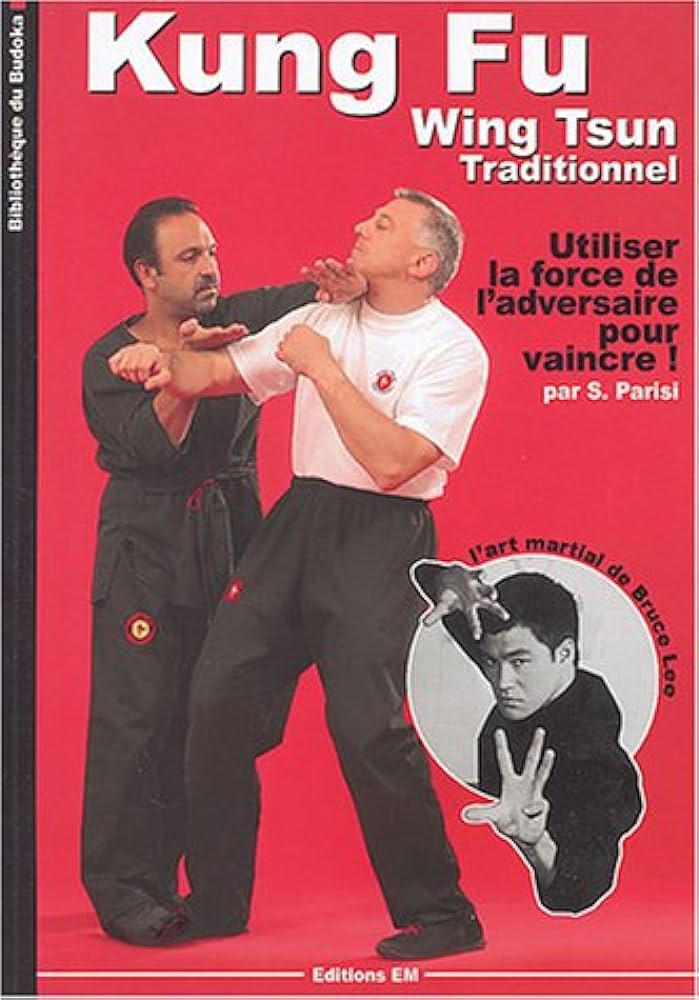 Bibliothèque du Budoka
Kung Fu
Wing Tsun
Traditionnel
Utiliser
la force de
l'adversaire
pour
vaincre !
par S. Parisi
l'art martial de Bruce Lee
Editions EM